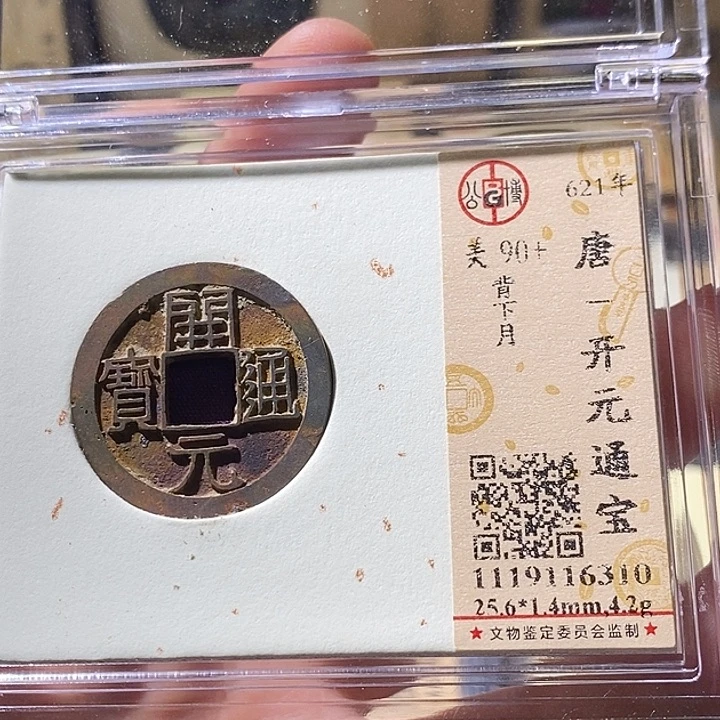 開元通寶
公博
621年
唐一开元通宝
美 90+
背下月
1119116310
25.6*1.4mm,4.2g
★文物鉴定委员会监制★